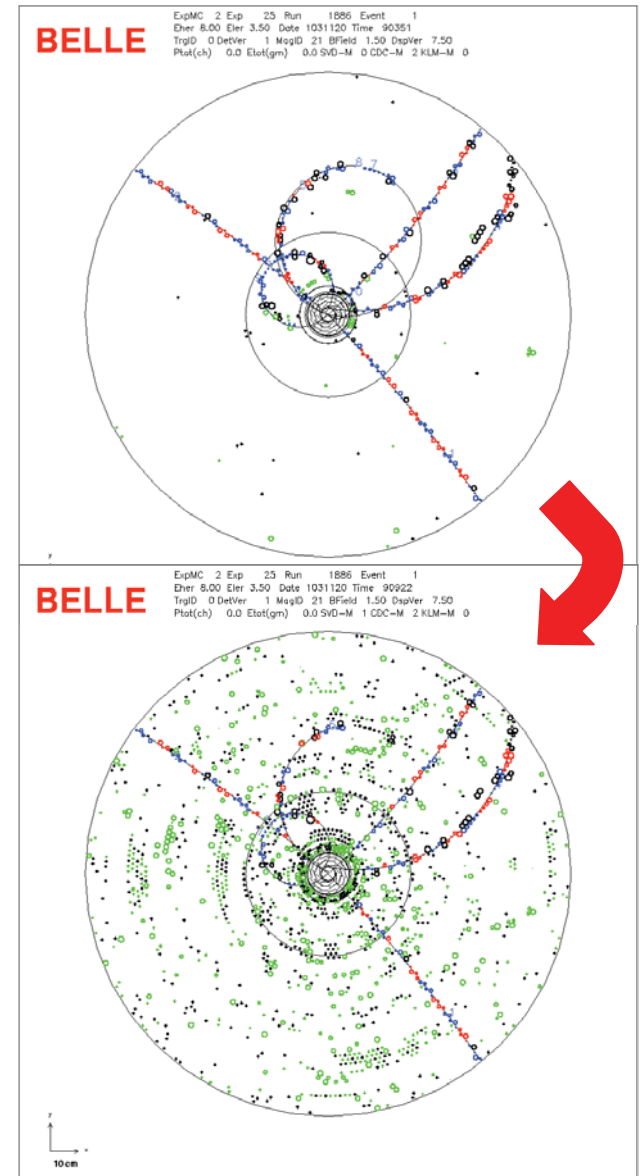 BELLE
ExpMC 2 Exp 25 Run 1886 Event 1
Eher 8.00 Eler 3.50 Date 1031120 Time 90351
TrgID 0 DetVer 1 MagID 21 BField 1.50 DspVer 7.50
Ptot(ch) 0.0 Etot(gm) 0.0 SVD-M 0 CDC-M 2 KLM-M 0
8 7
y
BELLE
ExpMC 2 Exp 25 Run 1886 Event 1
Eher 8.00 Eler 3.50 Date 1031120 Time 90922
TrgID 0 DetVer 1 MagID 21 BField 1.50 DspVer 7.50
Ptot(ch) 0.0 Etot(gm) 0.0 SVD-M 1 CDC-M 2 KLM-M 0
y
x
10cm